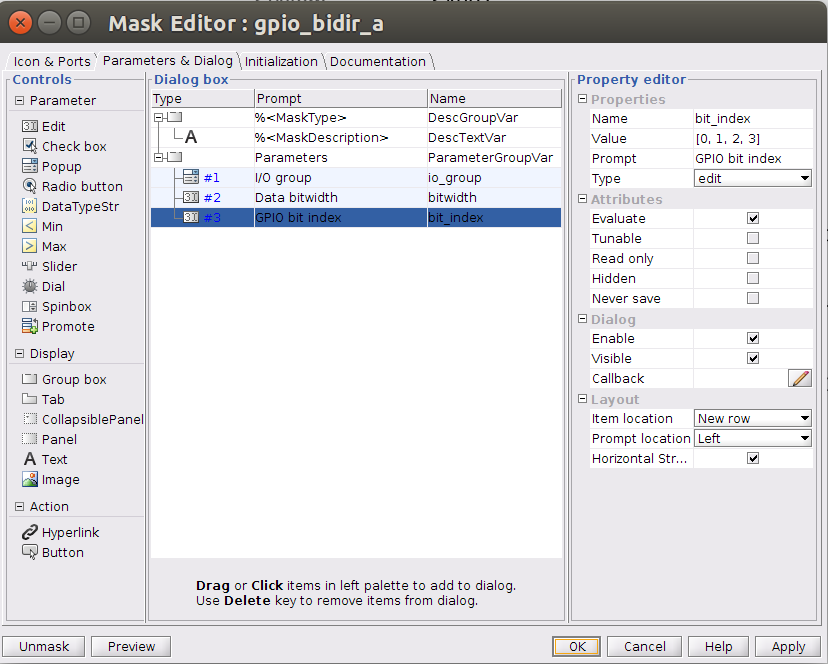 Mask Editor : gpio_bidir_a
Icon & Ports Parameters & Dialog Initialization Documentation
Controls
Parameter
Edit
Check box
Popup
Radio button
DataTypeStr
Min
Max
Slider
Dial
Spinbox
Promote
Display
Group box
Tab
CollapsiblePanel
Panel
Text
Image
Action
Hyperlink
Button
Dialog box
Type Prompt Name
%<MaskType> DescGroupVar
A %<MaskDescription> DescTextVar
Parameters ParameterGroupVar
#1 I/O group io_group
#2 Data bitwidth bitwidth
#3 GPIO bit index bit_index
Drag or Click items in left palette to add to dialog.
Use Delete key to remove items from dialog.
Property editor
Properties
Name bit_index
Value [0, 1, 2, 3]
Prompt GPIO bit index
Type edit
Attributes
Evaluate
Tunable
Read only
Hidden
Never save
Dialog
Enable
Visible
Callback
Layout
Item location New row
Prompt location Left
Horizontal Str...
Unmask Preview OK Cancel Help Apply